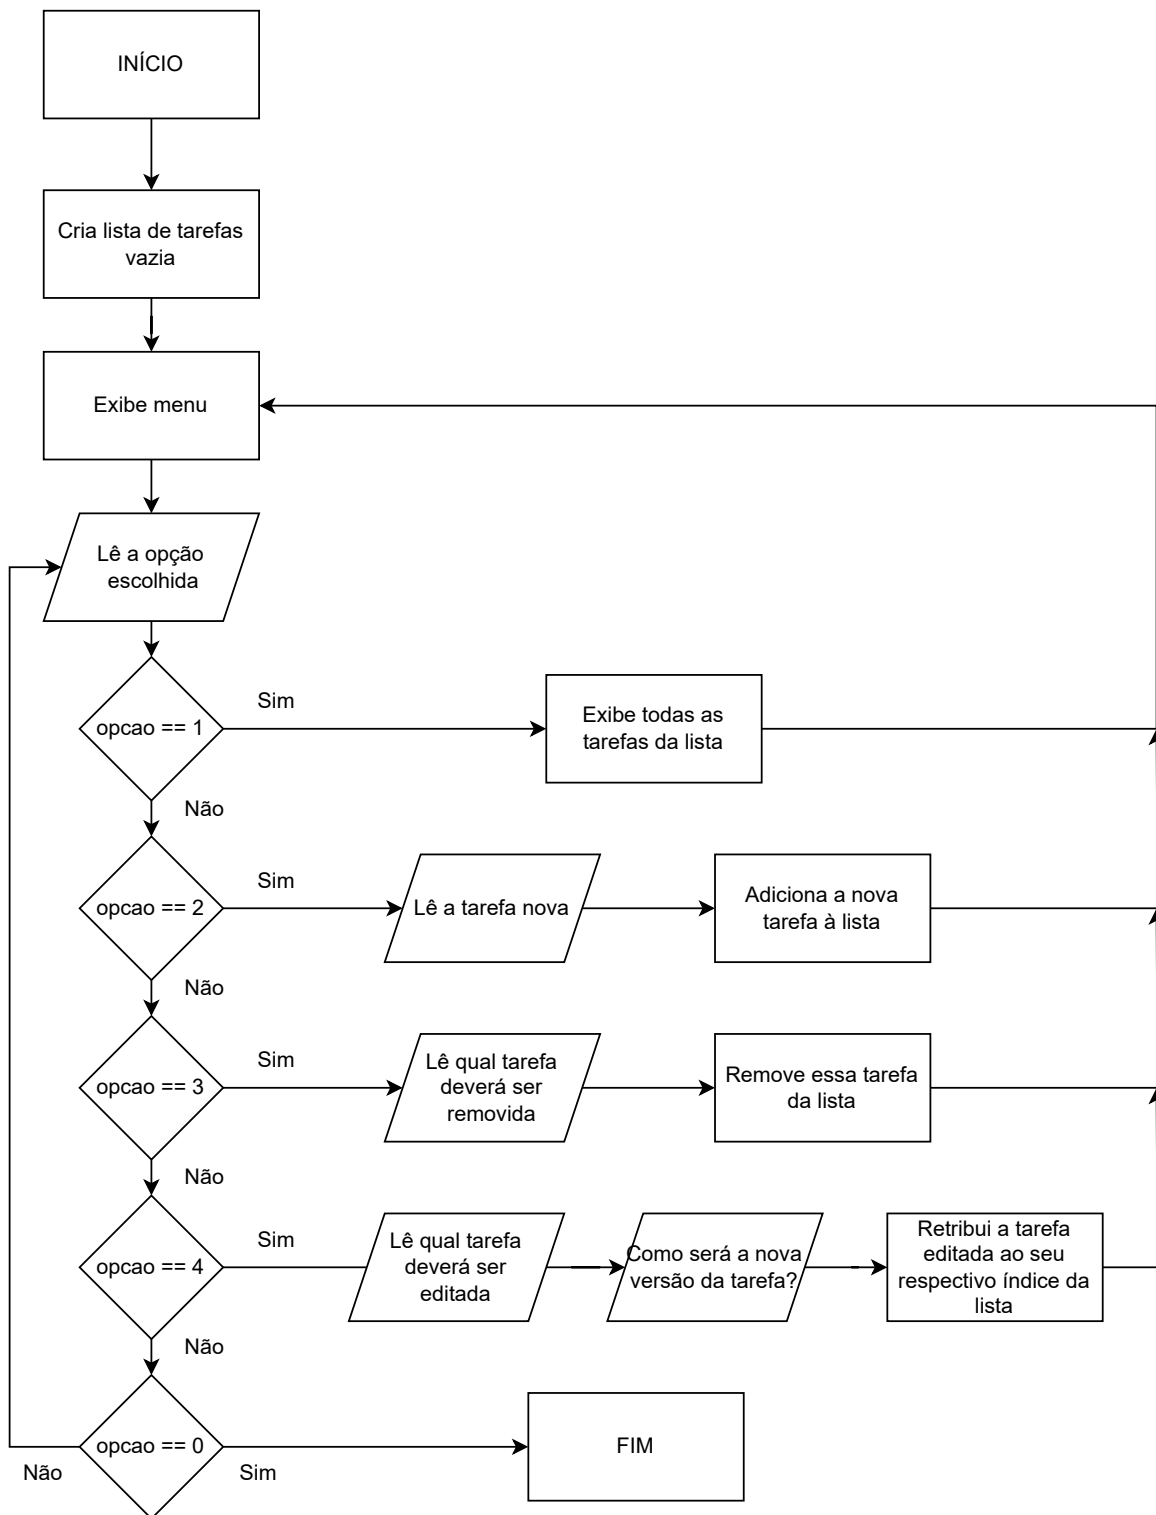 INÍCIO
Cria lista de tarefas
vazia
Exibe menu
Lê a opção
escolhida
opcao == 1
Sim
Exibe todas as
tarefas da lista
Não
opcao == 2
Sim
Lê a tarefa nova
Adiciona a nova
tarefa à lista
Não
opcao == 3
Sim
Lê qual tarefa
deverá ser
removida
Remove essa tarefa
da lista
Não
opcao == 4
Sim
Lê qual tarefa
deverá ser
editada
Como será a nova
versão da tarefa?
Retribui a tarefa
editada ao seu
respectivo índice da
lista
Não
opcao == 0
Não
Sim
FIM